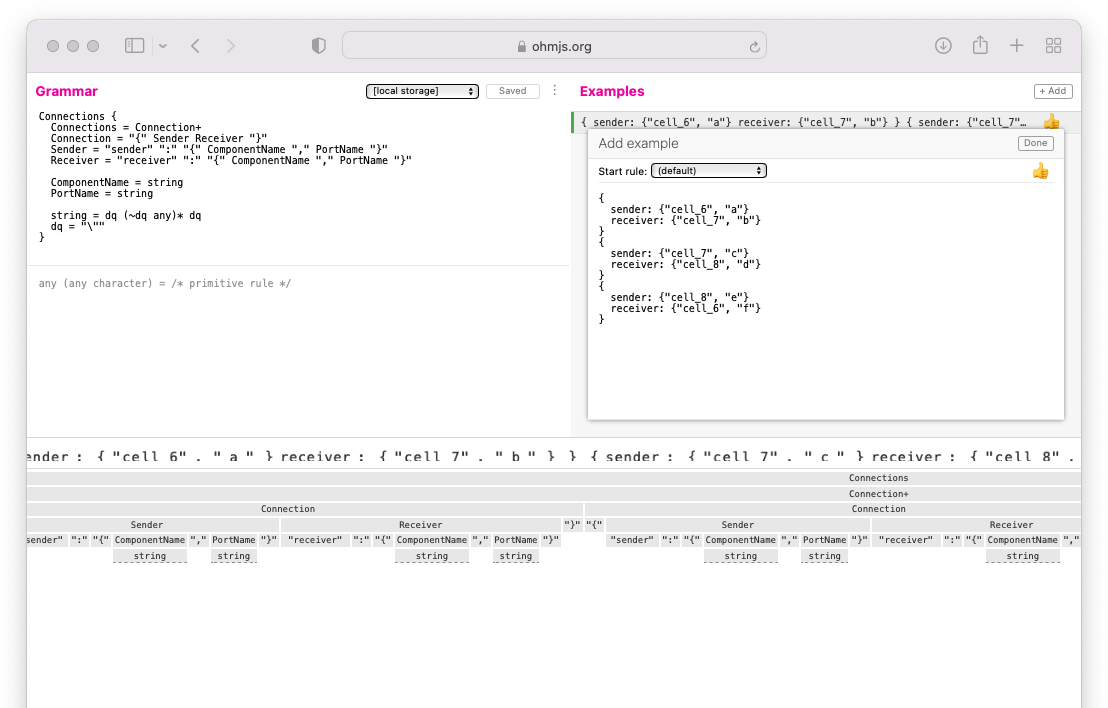 ohmjs.org
Grammar
[local storage]
Saved
Examples
+ Add
Connections {
  Connections = Connection+
  Connection = "{" Sender Receiver "}"
  Sender = "sender" ":" "{" ComponentName "," PortName "}"
  Receiver = "receiver" ":" "{" ComponentName "," PortName "}"
  ComponentName = string
  PortName = string
  string = dq (~dq any)* dq
  dq = "\""
}
any (any character) = /* primitive rule */
{ sender: {"cell_6", "a"} receiver: {"cell_7", "b"} } { sender: {"cell_7"…
Add example
Done
Start rule: (default)
{
  sender: {"cell_6", "a"}
  receiver: {"cell_7", "b"}
}
{
  sender: {"cell_7", "c"}
  receiver: {"cell_8", "d"}
}
{
  sender: {"cell_8", "e"}
  receiver: {"cell_6", "f"}
}
ender : { "cell 6" . " a " } receiver : { "cell 7" . " b " } } { sender : { "cell 7" . " c " } receiver : { "cell 8" .
Connections
Connection+
Connection Connection
Sender Receiver "}" "{" Sender Receiver
sender" ":" "{" ComponentName "," PortName "}" "receiver" ":" "{" ComponentName "," PortName "}" "sender" ":" "{" ComponentName "," PortName "}" "receiver" ":" "{" ComponentName ","
string string string string string string string